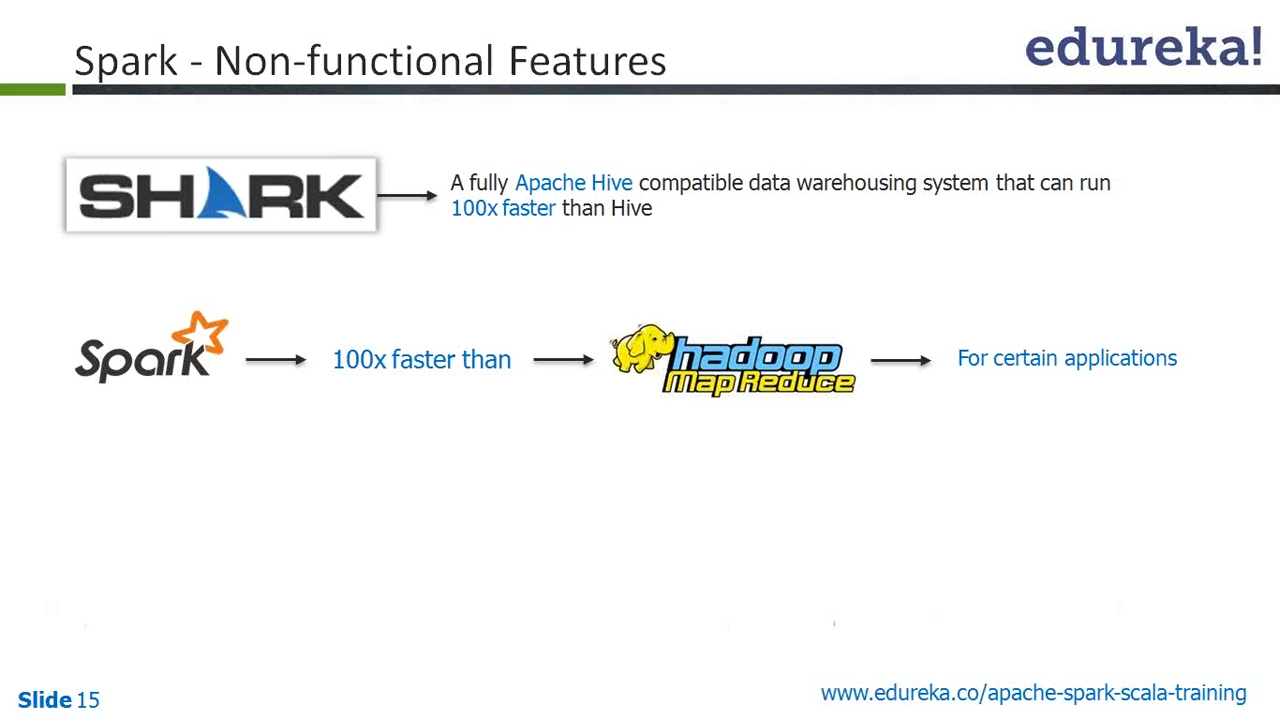 Spark - Non-functional Features
edureka!
SHARK
A fully Apache Hive compatible data warehousing system that can run
100x faster than Hive
Spark
100x faster than
hadoop
Map Reduce
For certain applications
Slide 15
www.edureka.co/apache-spark-scala-training